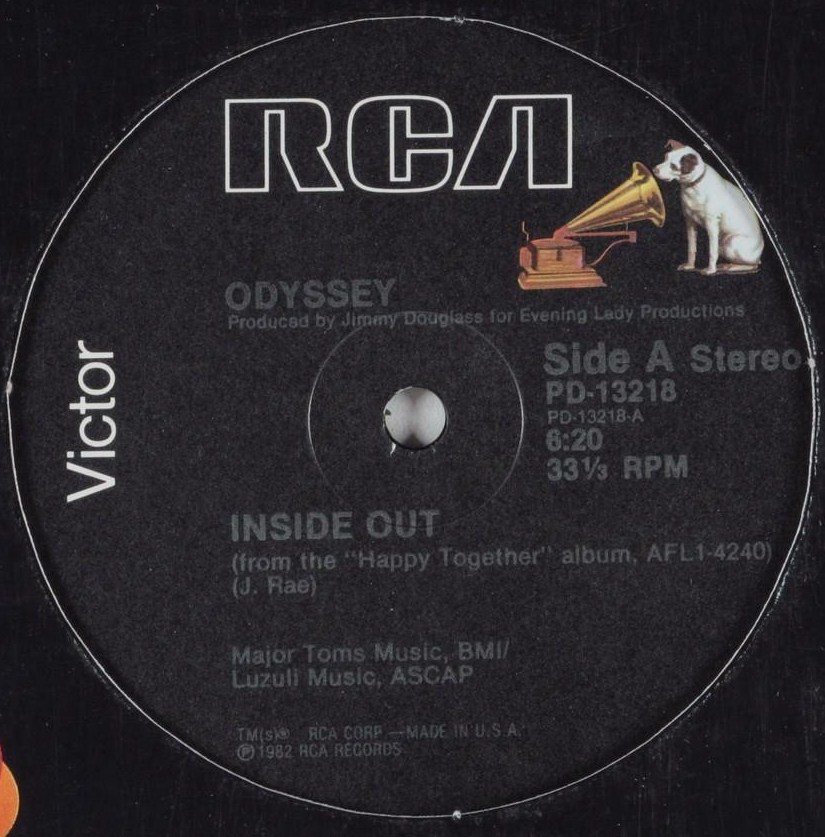 RCA
Victor
ODYSSEY
Produced by Jimmy Douglass for Evening Lady Productions
Side A Stereo
PD-13218
PD-13218-A
6:20
33⅓ RPM
INSIDE OUT
(from the "Happy Together" album, AFL1-4240)
(J. Rae)
Major Toms Music, BMI/
Luzuli Music, ASCAP
TM(s)® RCA CORP —MADE IN U.S.A.
Ⓟ1982 RCA RECORDS